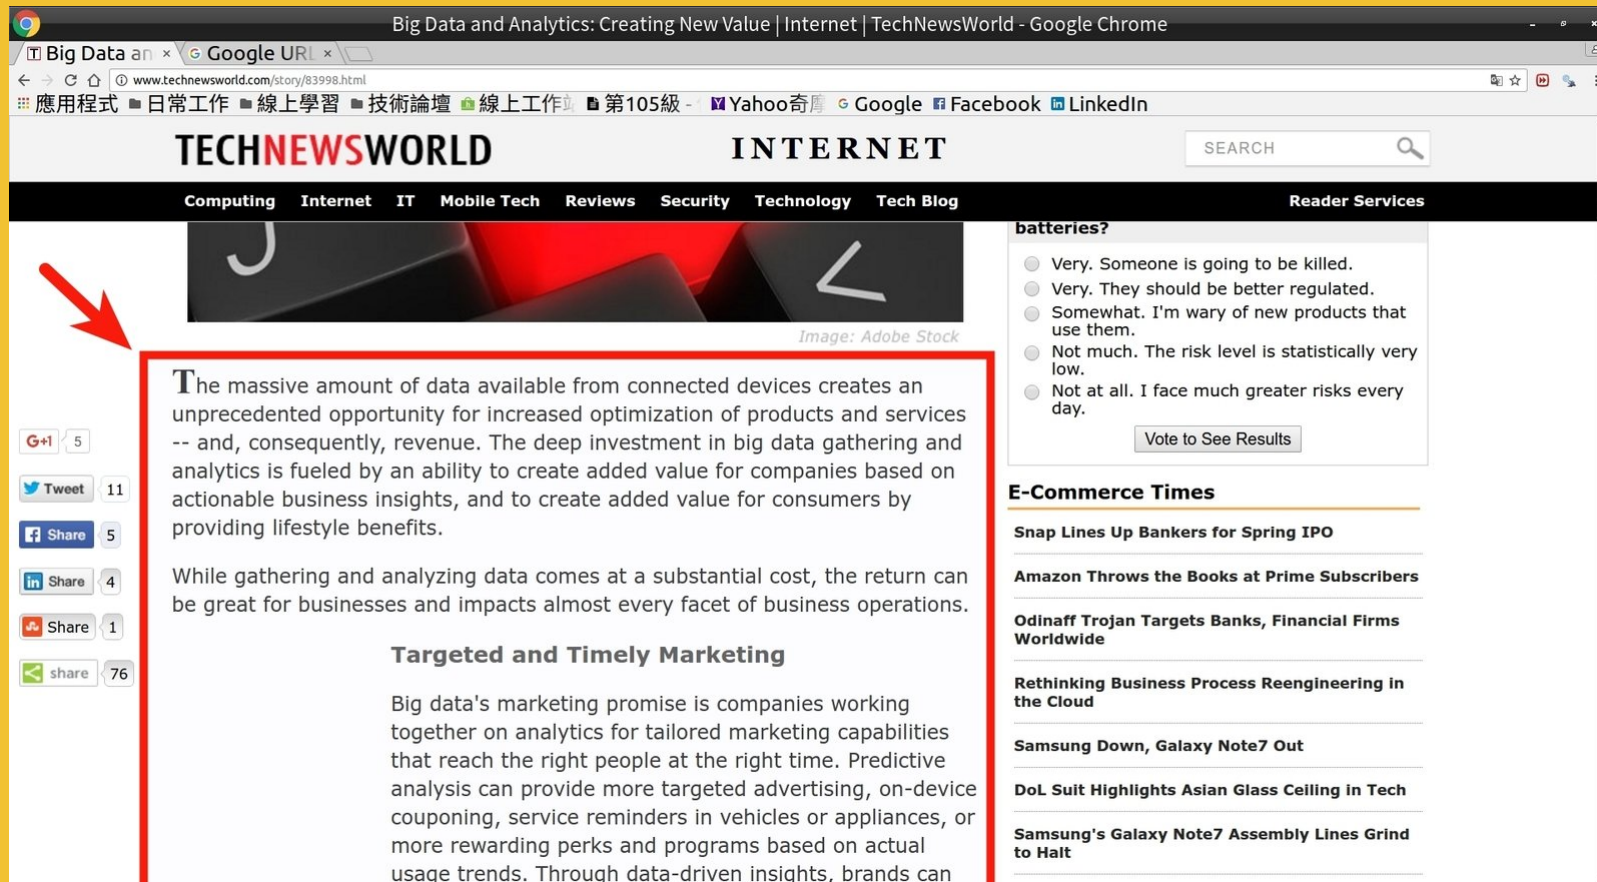 Big Data and Analytics: Creating New Value | Internet | TechNewsWorld - Google Chrome
Big Data an
Google URL
www.technewsworld.com/story/83998.html
應用程式 日常工作 線上學習 技術論壇 線上工作 第105級 - Yahoo奇摩 Google Facebook LinkedIn
TECHNEWSWORLD
INTERNET
SEARCH
Computing Internet IT Mobile Tech Reviews Security Technology Tech Blog Reader Services
J
<
Image: Adobe Stock
The massive amount of data available from connected devices creates an
unprecedented opportunity for increased optimization of products and services
-- and, consequently, revenue. The deep investment in big data gathering and
analytics is fueled by an ability to create added value for companies based on
actionable business insights, and to create added value for consumers by
providing lifestyle benefits.
While gathering and analyzing data comes at a substantial cost, the return can
be great for businesses and impacts almost every facet of business operations.
Targeted and Timely Marketing
Big data's marketing promise is companies working
together on analytics for tailored marketing capabilities
that reach the right people at the right time. Predictive
analysis can provide more targeted advertising, on-device
couponing, service reminders in vehicles or appliances, or
more rewarding perks and programs based on actual
usage trends. Through data-driven insights, brands can
G+1 5
Tweet 11
Share 5
in Share 4
Share 1
share 76
batteries?
Very. Someone is going to be killed.
Very. They should be better regulated.
Somewhat. I'm wary of new products that
use them.
Not much. The risk level is statistically very
low.
Not at all. I face much greater risks every
day.
Vote to See Results
E-Commerce Times
Snap Lines Up Bankers for Spring IPO
Amazon Throws the Books at Prime Subscribers
Odinaff Trojan Targets Banks, Financial Firms
Worldwide
Rethinking Business Process Reengineering in
the Cloud
Samsung Down, Galaxy Note7 Out
DoL Suit Highlights Asian Glass Ceiling in Tech
Samsung's Galaxy Note7 Assembly Lines Grind
to Halt